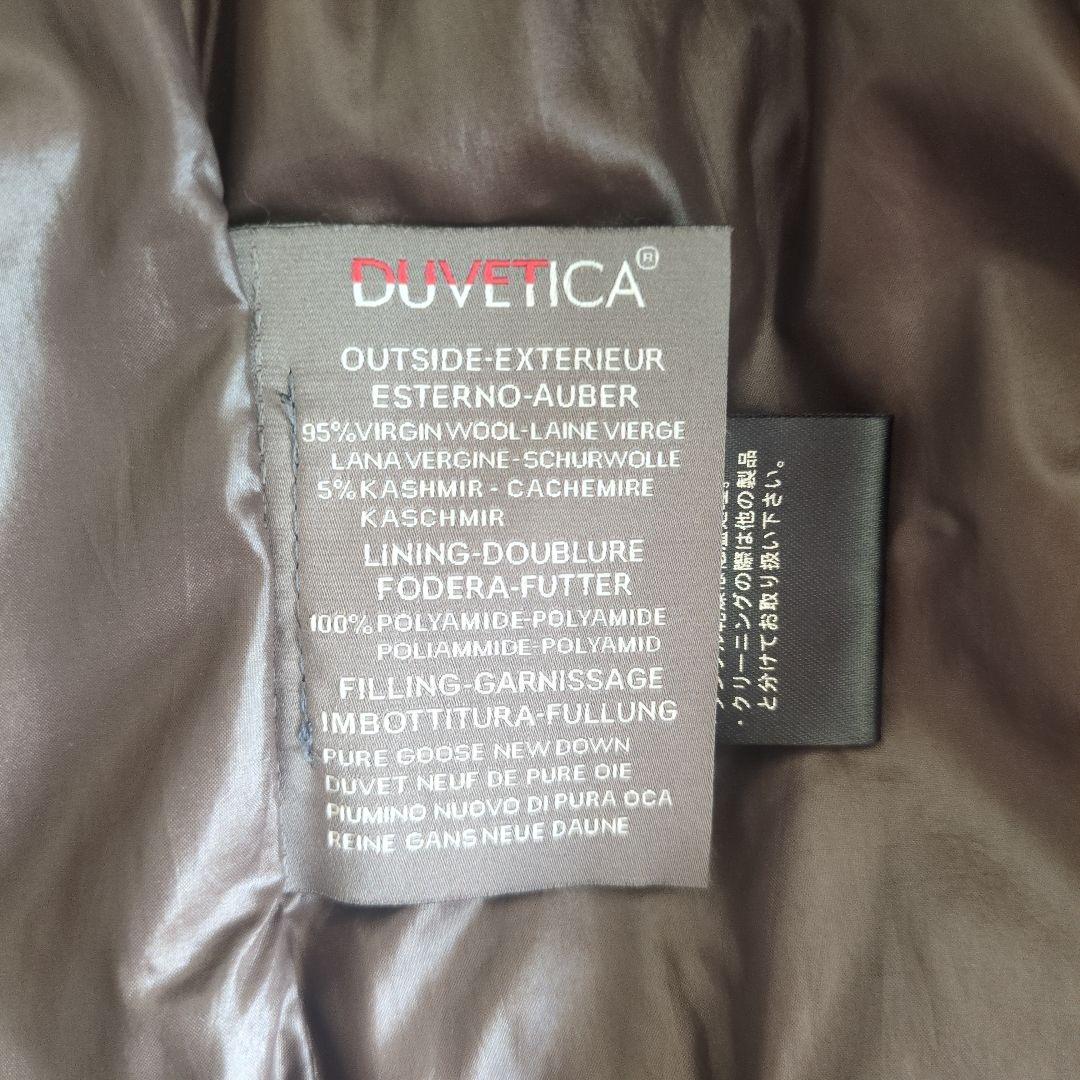 DUVETICA®
OUTSIDE-EXTERIEUR
ESTERNO-AUBER
95%VIRGIN WOOL-LAINE VIERGE
LANA VERGINE-SCHURWOLLE
5% KASHMIR - CACHEMIRE
KASCHMIR
LINING-DOUBLURE
FODERA-FUTTER
100% POLYAMIDE-POLYAMIDE
POLIAMMIDE-POLYAMID
FILLING-GARNISSAGE
IMBOTTITURA-FULLUNG
PURE GOOSE NEW DOWN
DUVET NEUF DE PURE OIE
PIUMINO NUOVO DI PURA OCA
REINE GANS NEUE DAUNE
・クリーニングの際は他の製品
と分けてお取り扱い下さい。